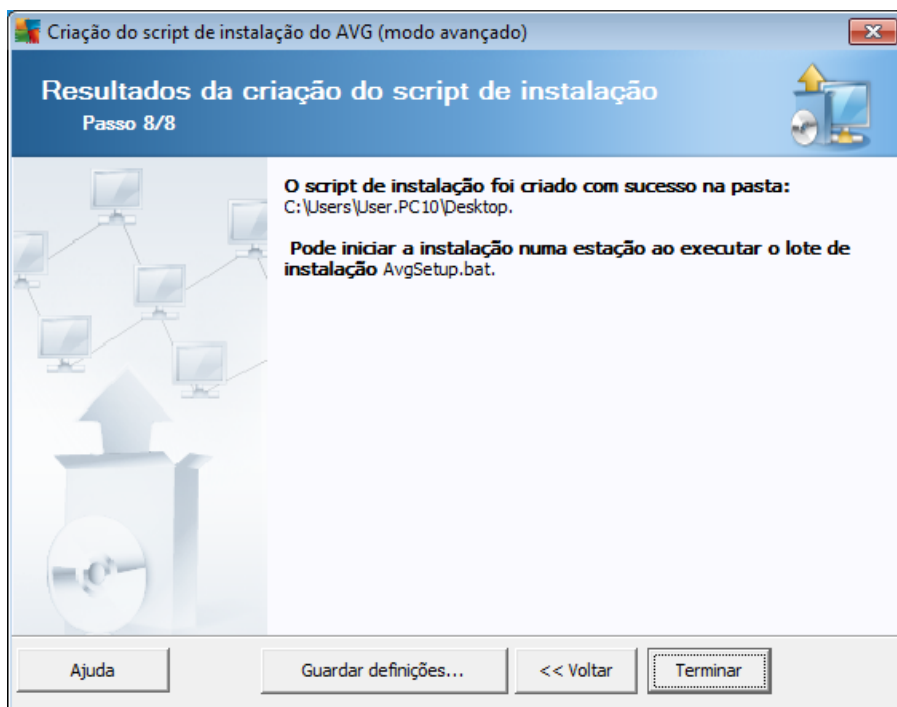 Criação do script de instalação do AVG (modo avançado)
Resultados da criação do script de instalação
Passo 8/8
O script de instalação foi criado com sucesso na pasta:
C:\Users\User.PC10\Desktop.
Pode iniciar a instalação numa estação ao executar o lote de
instalação AvgSetup.bat.
Ajuda
Guardar definições...
<< Voltar
Terminar